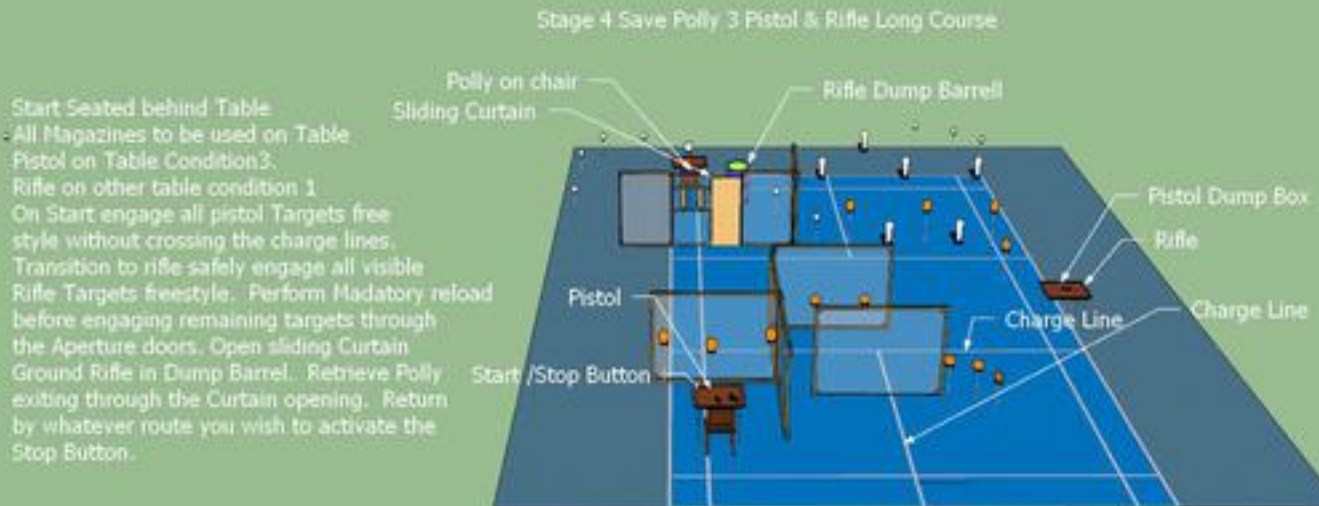 Stage 4 Save Polly 3 Pistol & Rifle Long Course
Polly on chair
Sliding Curtain
Rifle Dump Barrell
Start Seated behind Table
All Magazines to be used on Table
Pistol on Table Condition3.
Rifle on other table condition 1
On Start engage all pistol Targets free
style without crossing the charge lines.
Transition to rifle safely engage all visible
Rifle Targets freestyle. Perform Madatory reload
before engaging remaining targets through
the Aperture doors. Open sliding Curtain
Ground Rifle in Dump Barrel. Retrieve Polly
exiting through the Curtain opening. Return
by whatever route you wish to activate the
Stop Button.
Pistol Dump Box
Rifle
Pistol
Charge Line
Charge Line
Start /Stop Button